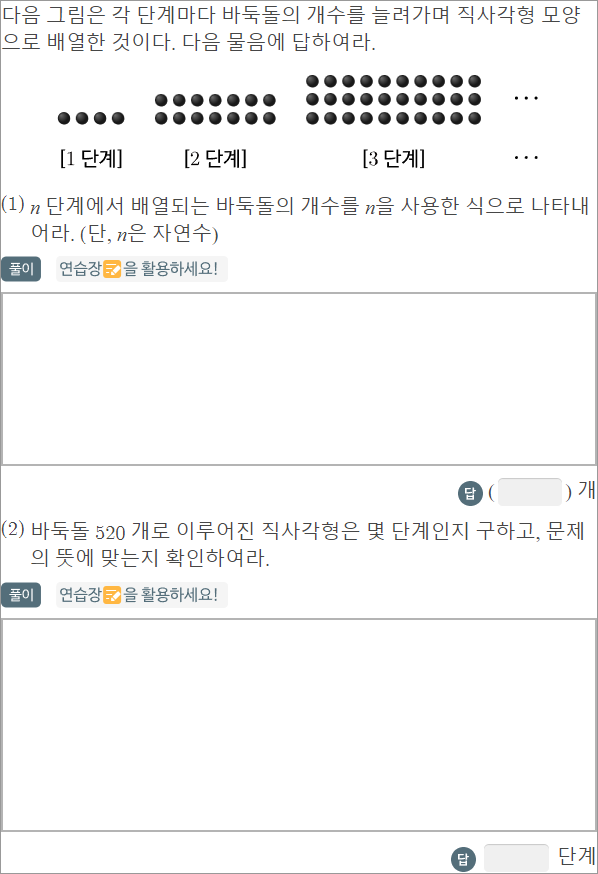 다음 그림은 각 단계마다 바둑돌의 개수를 늘려가며 직사각형 모양
으로 배열한 것이다. 다음 물음에 답하여라.
···
[1 단계] [2 단계] [3 단계] ···
(1) n 단계에서 배열되는 바둑돌의 개수를 n을 사용한 식으로 나타내
어라. (단, n은 자연수)
풀이 연습장을 활용하세요!
답 ( ) 개
(2) 바둑돌 520 개로 이루어진 직사각형은 몇 단계인지 구하고, 문제
의 뜻에 맞는지 확인하여라.
풀이 연습장을 활용하세요!
답 단계